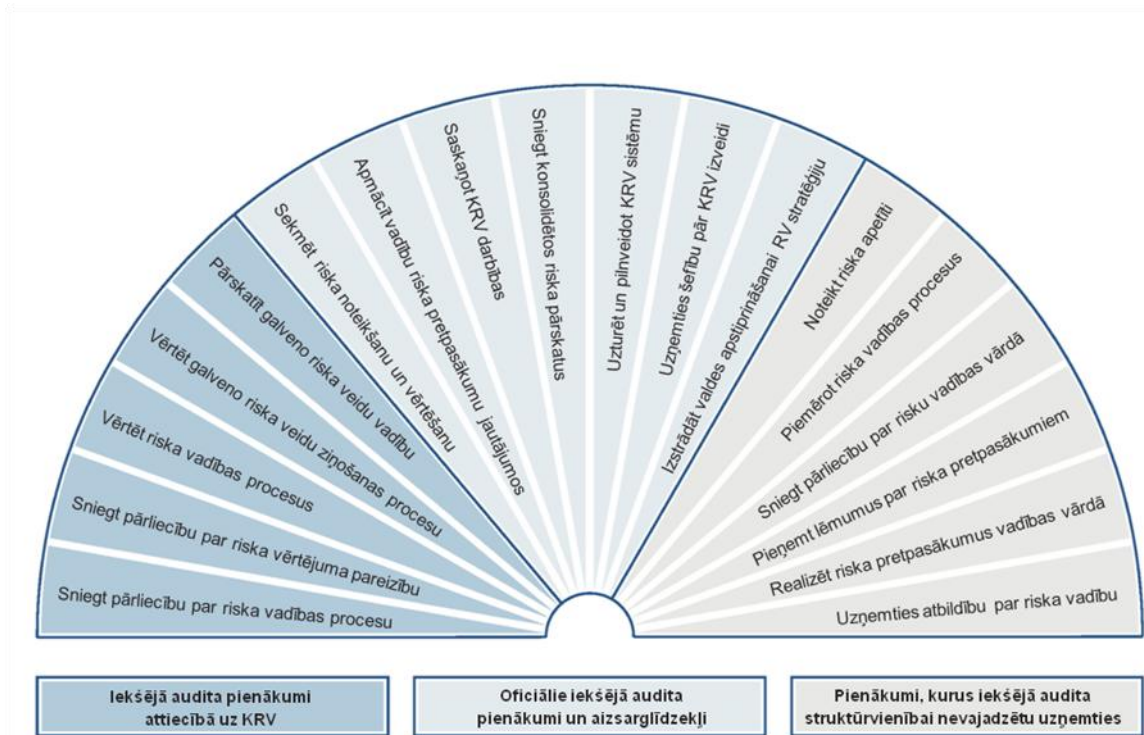 Sniegt pārliecību par riska vadības procesu
Sniegt pārliecību par riska vērtējuma pareizību
Vērtēt riska vadības procesus
Vērtēt galveno riska veidu ziņošanas procesu
Pārskatīt galveno riska veidu vadību
Sekmēt riska noteikšanu un vērtēšanu
Apmācīt vadību riska pretpasākumu jautājumos
Saskaņot KRV darbības
Sniegt konsolidētos riska pārskatus
Uzturēt un pilnveidot KRV sistēmu
Uzņemties šefību pār KRV izveidi
Izstrādāt valdes apstiprināšanai RV stratēģiju
Noteikt riska apetīti
Piemērot riska vadības procesus
Sniegt pārliecību par risku vadības vārdā
Pieņemt lēmumus par riska pretpasākumiem
Realizēt riska pretpasākumus vadības vārdā
Uzņemties atbildību par riska vadību
Iekšējā audita pienākumi
attiecībā uz KRV
Oficiālie iekšējā audita
pienākumi un aizsarglīdzekļi
Pienākumi, kurus iekšējā audita
struktūrvienībai nevajadzētu uzņemties